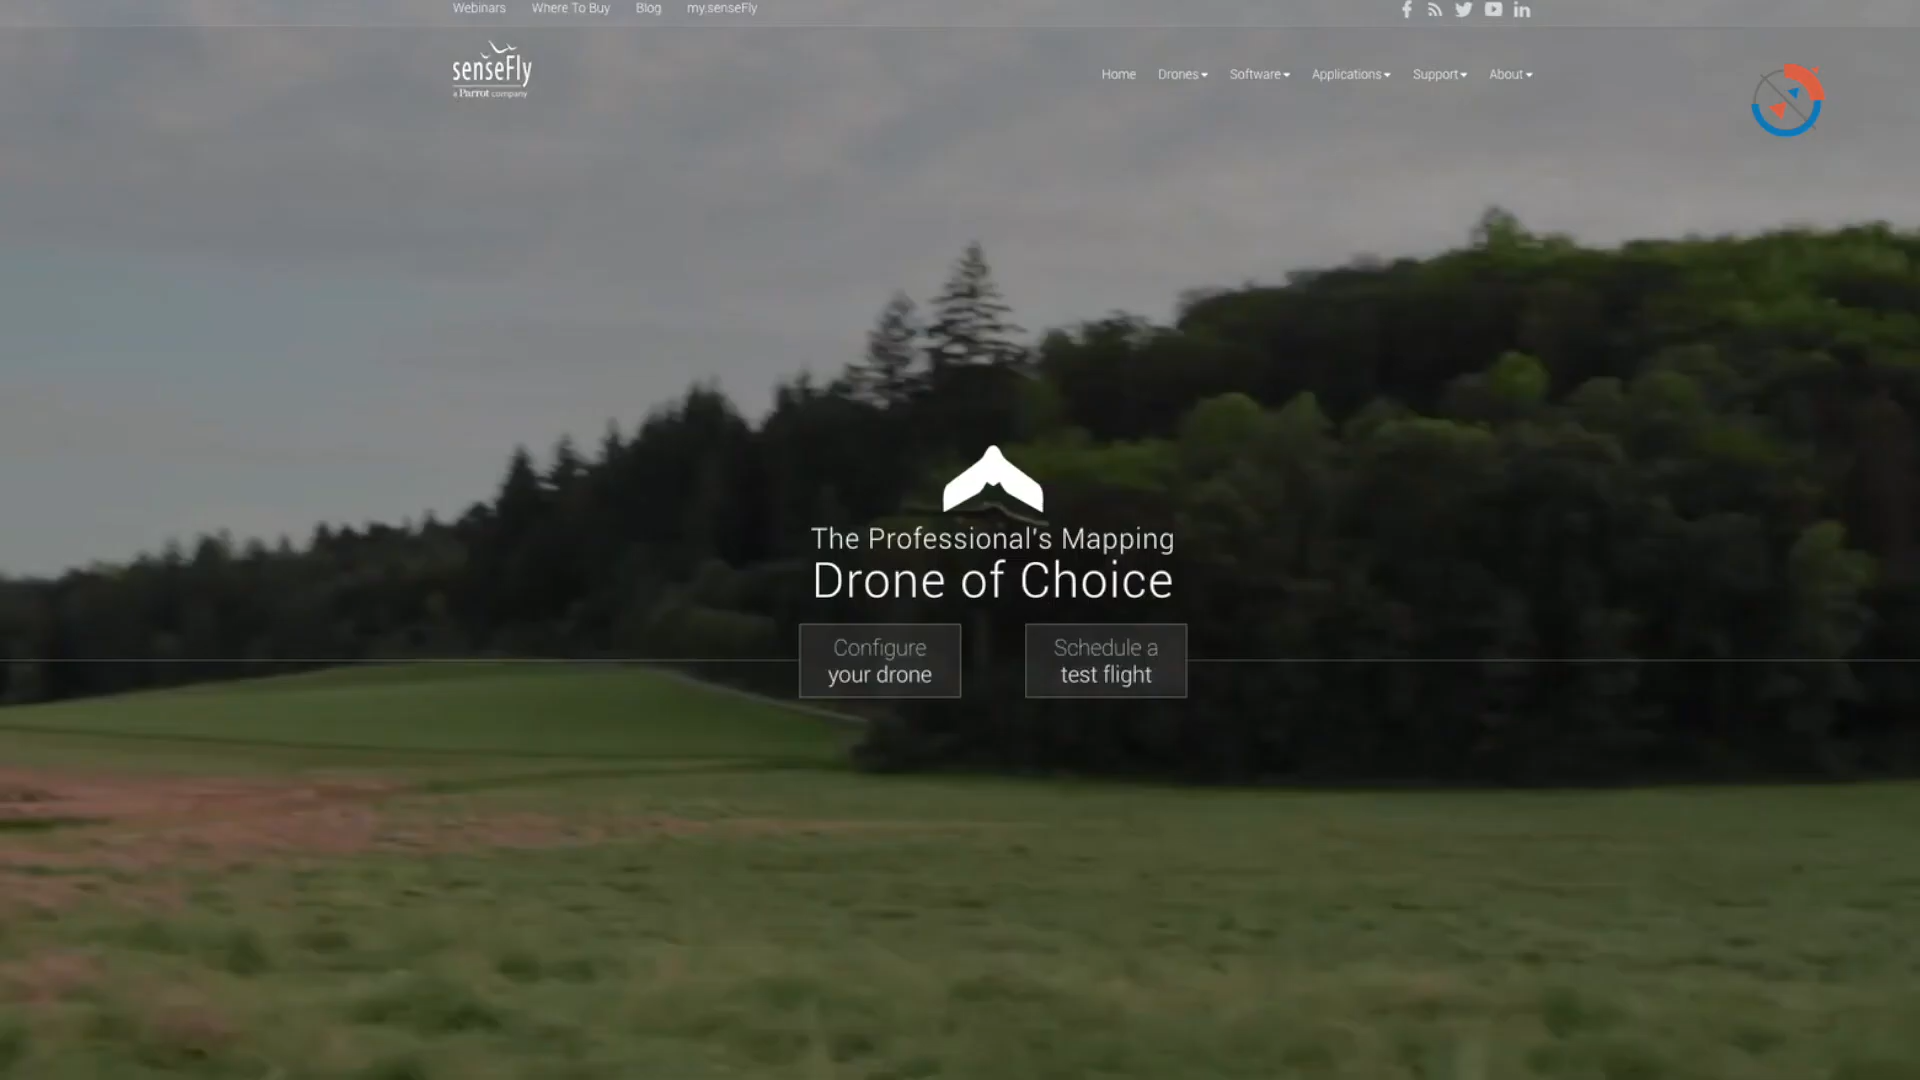 Webinars Where To Buy Blog my.senseFly
senseFly
a Parrot company
Home Drones Software Applications Support About
The Professional's Mapping
Drone of Choice
Configure
your drone
Schedule a
test flight